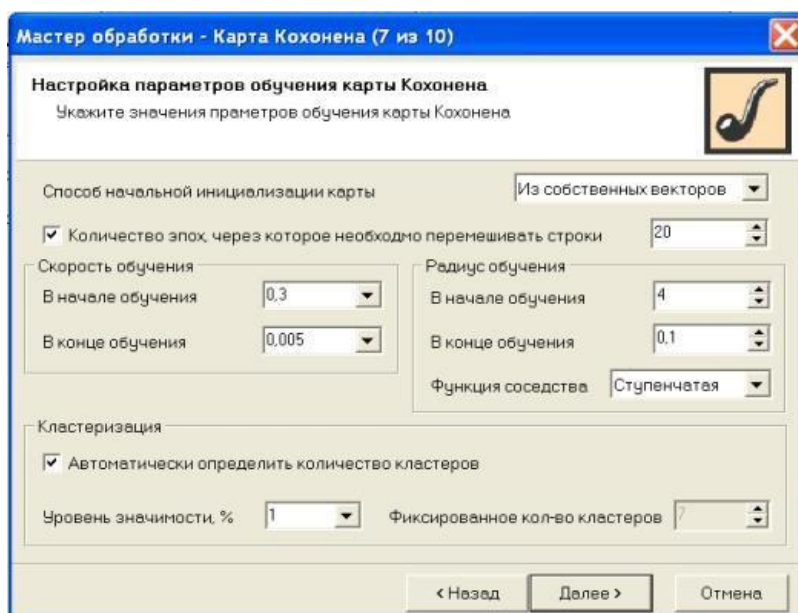 Мастер обработки - Карта Кохонена (7 из 10)
Настройка параметров обучения карты Кохонена
Укажите значения праметров обучения карты Кохонена
Способ начальной инициализации карты Из собственных векторов
Количество эпох, через которое необходмо перемешивать строки 20
Скорость обучения
В начале обучения 0,3
В конце обучения 0,005
Радиус обучения
В начале обучения 4
В конце обучения 0,1
Функция соседства Ступенчатая
Кластеризация
Автоматически определить количество кластеров
Уровень значимости, % 1 Фиксированное кол-во кластеров 7
< Назад Далее > Отмена